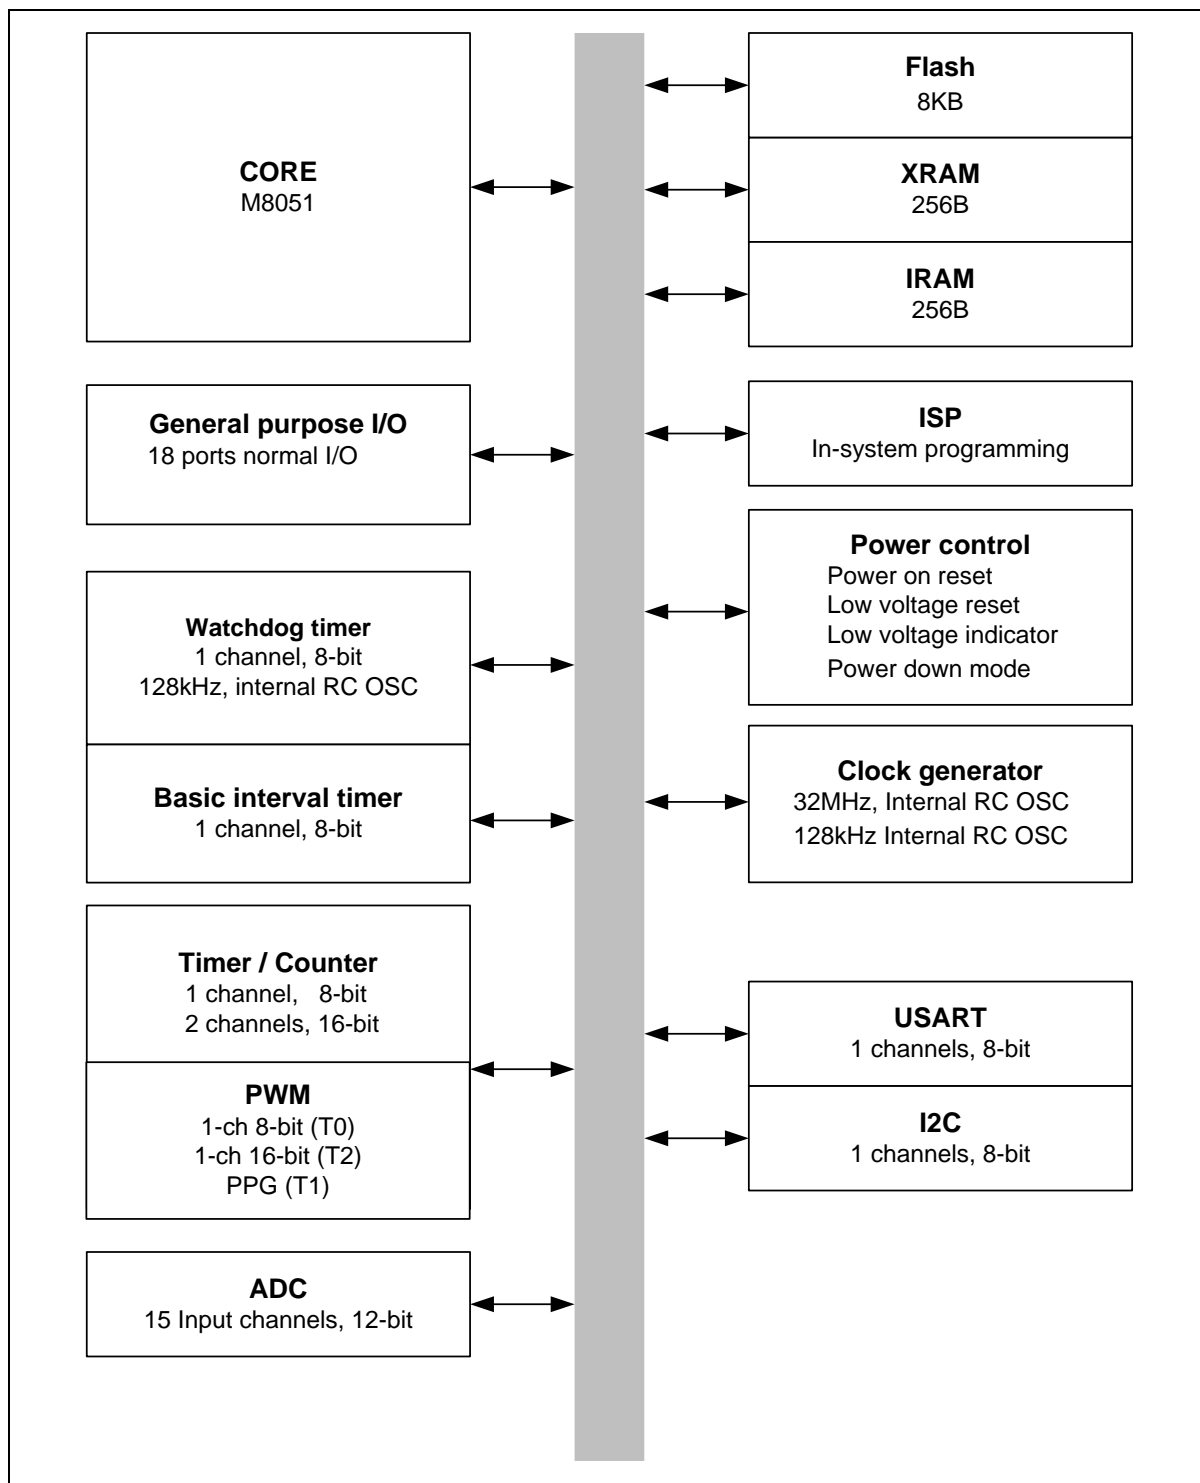 CORE
M8051
General purpose I/O
18 ports normal I/O
Watchdog timer
1 channel, 8-bit
128kHz, internal RC OSC
Basic interval timer
1 channel, 8-bit
Timer / Counter
1 channel, 8-bit
2 channels, 16-bit
PWM
1-ch 8-bit (T0)
1-ch 16-bit (T2)
PPG (T1)
ADC
15 Input channels, 12-bit
Flash
8KB
XRAM
256B
IRAM
256B
ISP
In-system programming
Power control
Power on reset
Low voltage reset
Low voltage indicator
Power down mode
Clock generator
32MHz, Internal RC OSC
128kHz Internal RC OSC
USART
1 channels, 8-bit
I2C
1 channels, 8-bit